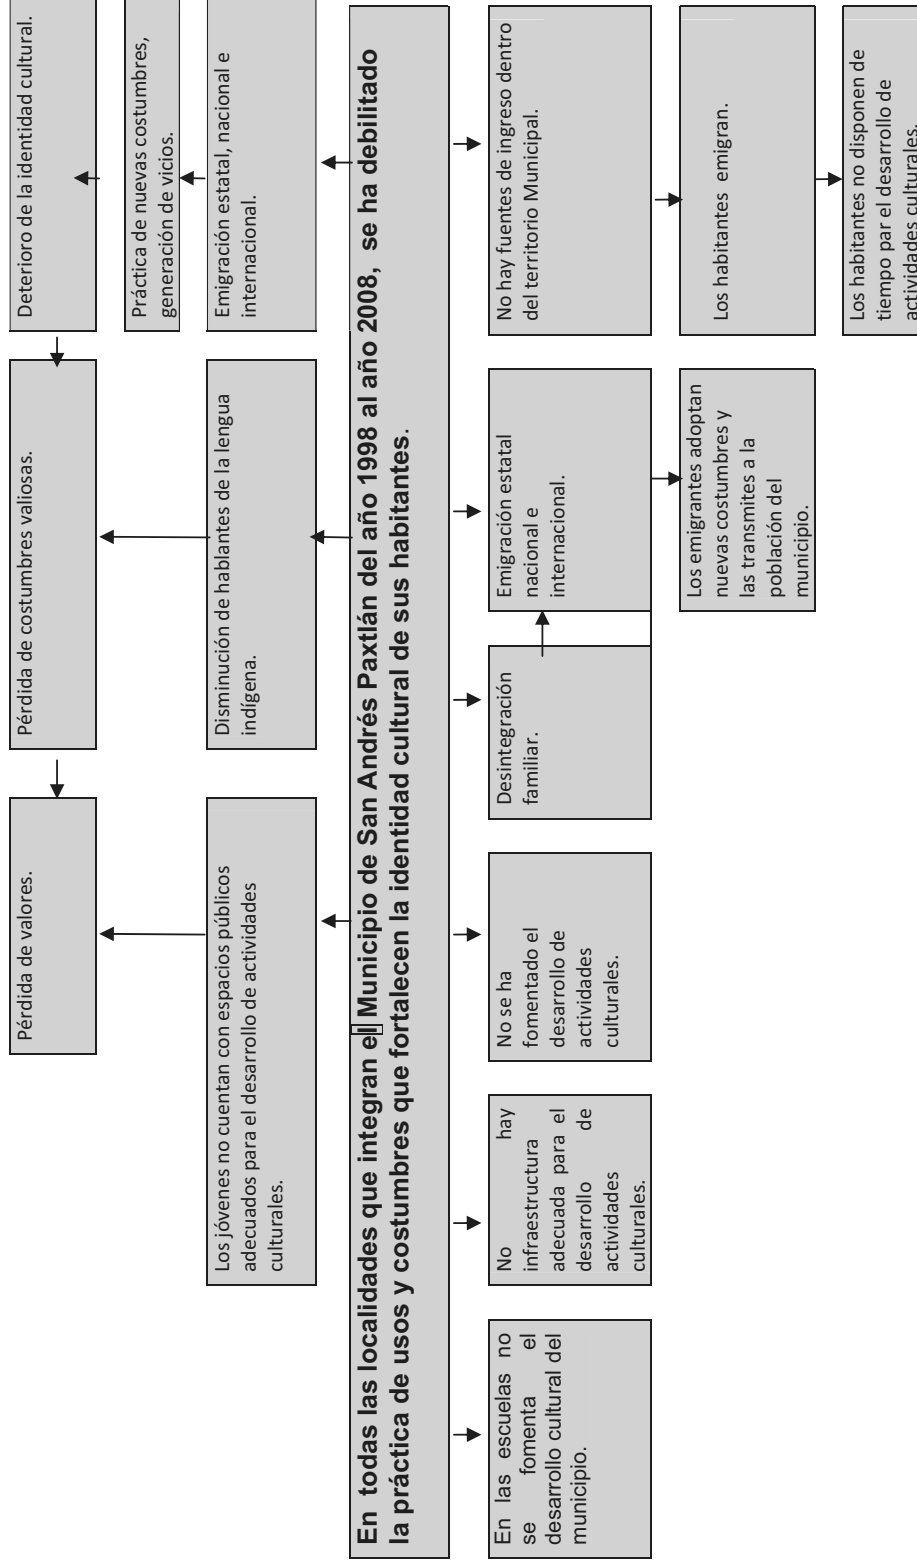 Pérdida de valores.
Pérdida de costumbres valiosas.
Deterioro de la identidad cultural.
Práctica de nuevas costumbres,
generación de vicios.
Los jóvenes no cuentan con espacios públicos
adecuados para el desarrollo de actividades
culturales.
Disminución de hablantes de la lengua
indígena.
Emigración estatal, nacional e
internacional.
En todas las localidades que integran el Municipio de San Andrés Paxtlán del año 1998 al año 2008, se ha debilitado
la práctica de usos y costumbres que fortalecen la identidad cultural de sus habitantes.
En las escuelas no
se fomenta el
desarrollo cultural del
municipio.
No hay
infraestructura
adecuada para el
desarrollo de
actividades
culturales.
No se ha
fomentado el
desarrollo de
actividades
culturales.
Desintegración
familiar.
Emigración estatal
nacional e
internacional.
No hay fuentes de ingreso dentro
del territorio Municipal.
Los emigrantes adoptan
nuevas costumbres y
las transmites a la
población del
municipio.
Los habitantes emigran.
Los habitantes no disponen de
tiempo par el desarrollo de
actividades culturales.